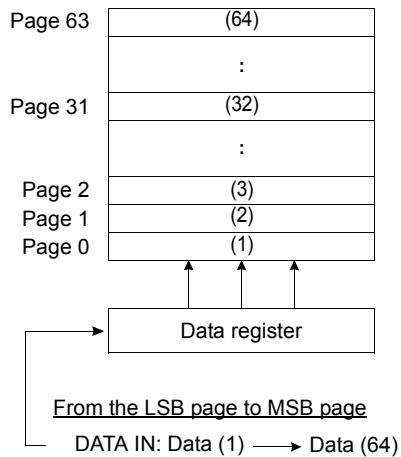 Page 63 (64)
:
Page 31 (32)
:
Page 2 (3)
Page 1 (2)
Page 0 (1)
Data register
From the LSB page to MSB page
DATA IN: Data (1) Data (64)